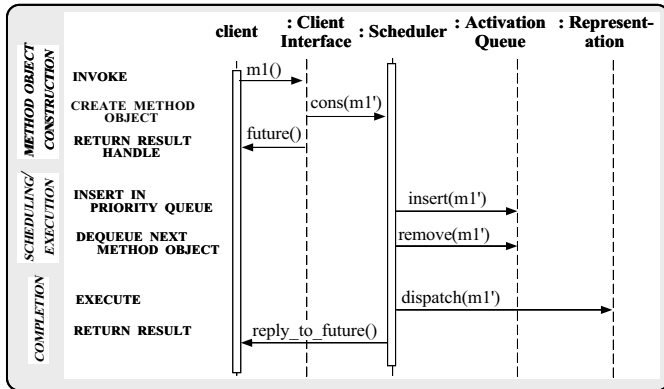 client
: Client
Interface
: Scheduler
: Activation
Queue
: Represent-
ation
METHOD OBJECT
CONSTRUCTION
INVOKE
m1()
CREATE METHOD
OBJECT
cons(m1')
RETURN RESULT
HANDLE
future()
SCHEDULING/
EXECUTION
INSERT IN
PRIORITY QUEUE
insert(m1')
DEQUEUE NEXT
METHOD OBJECT
remove(m1')
COMPLETION
EXECUTE
dispatch(m1')
RETURN RESULT
reply_to_future()